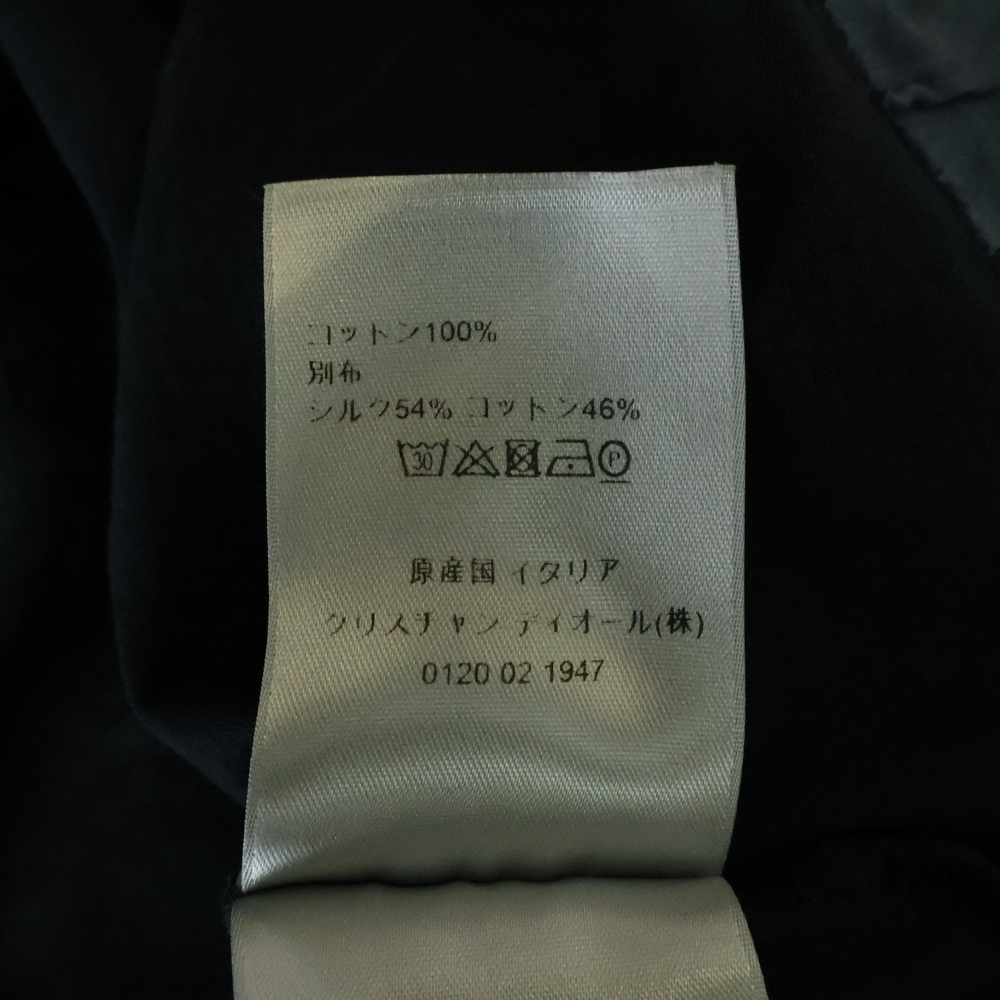 コットン100%
別布
シルク54% コットン46%
30 P
原産国 イタリア
クリスチャン ディオール(株)
0120 02 1947